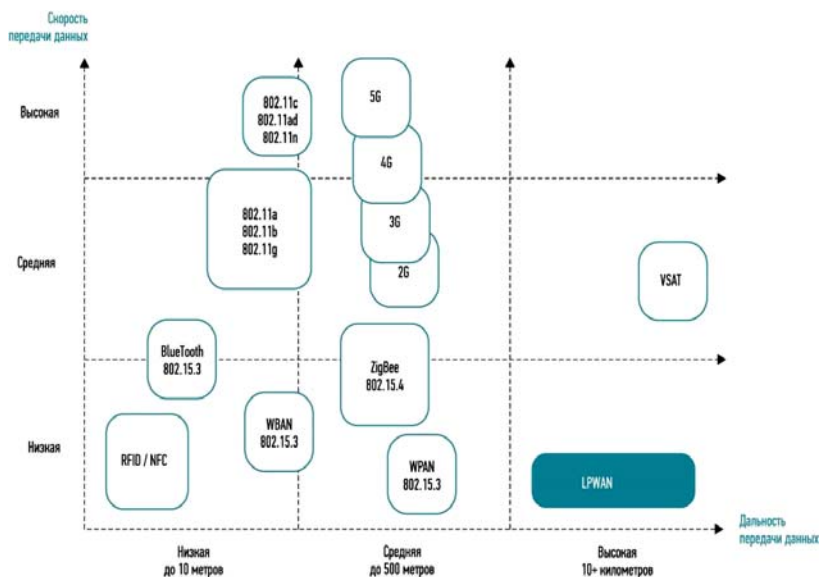 Скорость
передачи данных
Высокая
802.11c
802.11ad
802.11n
5G
4G
802.11a
802.11b
802.11g
3G
2G
Средняя
VSAT
BlueTooth
802.15.3
ZigBee
802.15.4
WBAN
802.15.3
Низкая
RFID / NFC
WPAN
802.15.3
LPWAN
Дальность
передачи данных
Низкая
до 10 метров
Средняя
до 500 метров
Высокая
10+ километров